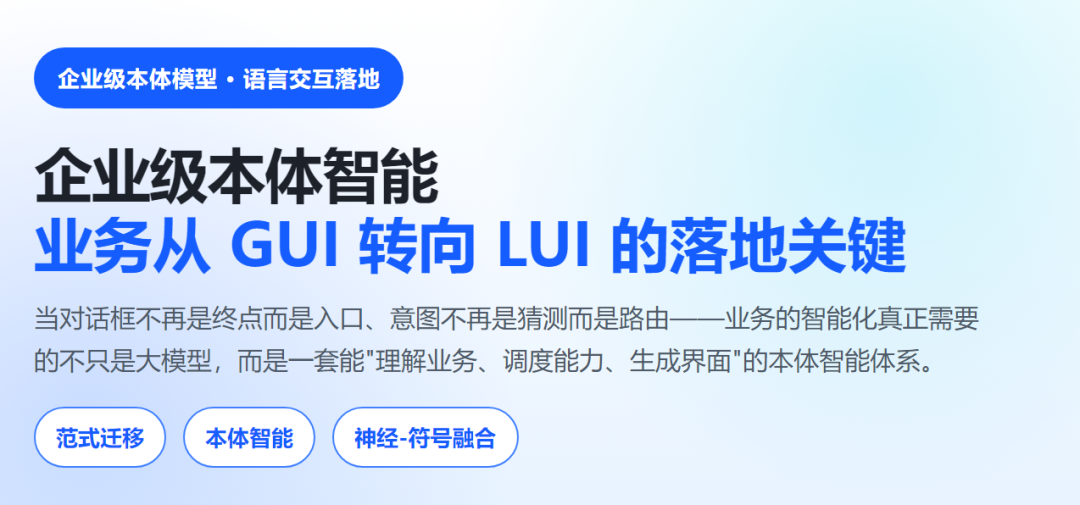 企业级本体模型 · 语言交互落地
企业级本体智能
业务从 GUI 转向 LUI 的落地关键
当对话框不再是终点而是入口、意图不再是猜测而是路由——业务的智能化真正需要
的不只是大模型，而是一套能"理解业务、调度能力、生成界面"的本体智能体系。
范式迁移
本体智能
神经-符号融合